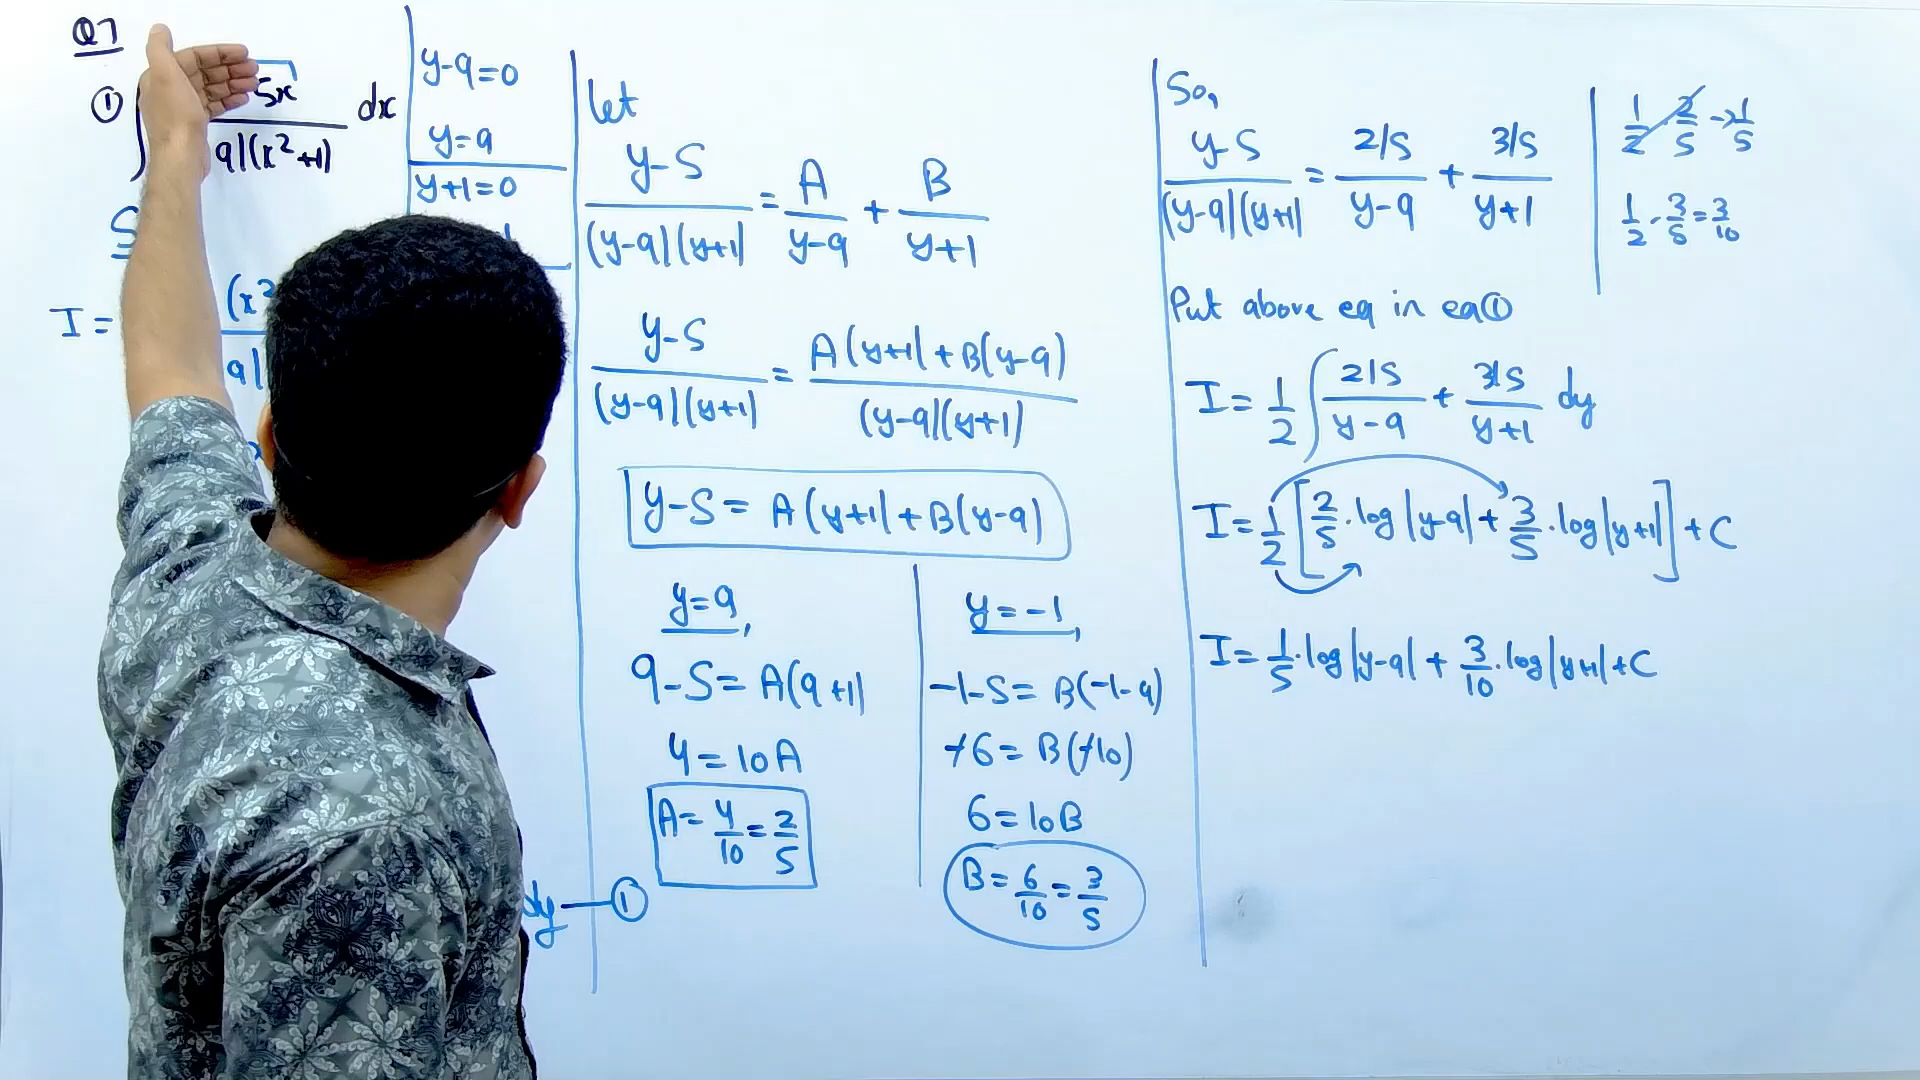 Q7
① ∫ 5x dx
9)(x²+1)
I =
(x²
9)
y-9=0
y=9
y+1=0
dy — ①
let
y-5/(y-9)(y+1) = A/y-9 + B/y+1
y-5/(y-9)(y+1) = A(y+1)+B(y-9)/(y-9)(y+1)
y-5= A(y+1)+B(y-9)
y=9,
9-5= A(9+1)
4=10A
A= 4/10 = 2/5
y=-1,
-1-5= B(-1-9)
-6= B(-10)
6=10B
B= 6/10 = 3/5
So,
y-5/(y-9)(y+1) = 2/5/y-9 + 3/5/y+1
Put above eq in eq①
I= 1/2 ∫ 2/5/y-9 + 3/5/y+1 dy
I= 1/2 [2/5 . log |y-9| + 3/5 . log |y+1|] + C
I= 1/5 . log |y-9| + 3/10 . log |y+1| + C
1/2 . 2/5 → 1/5
1/2 . 3/5 = 3/10